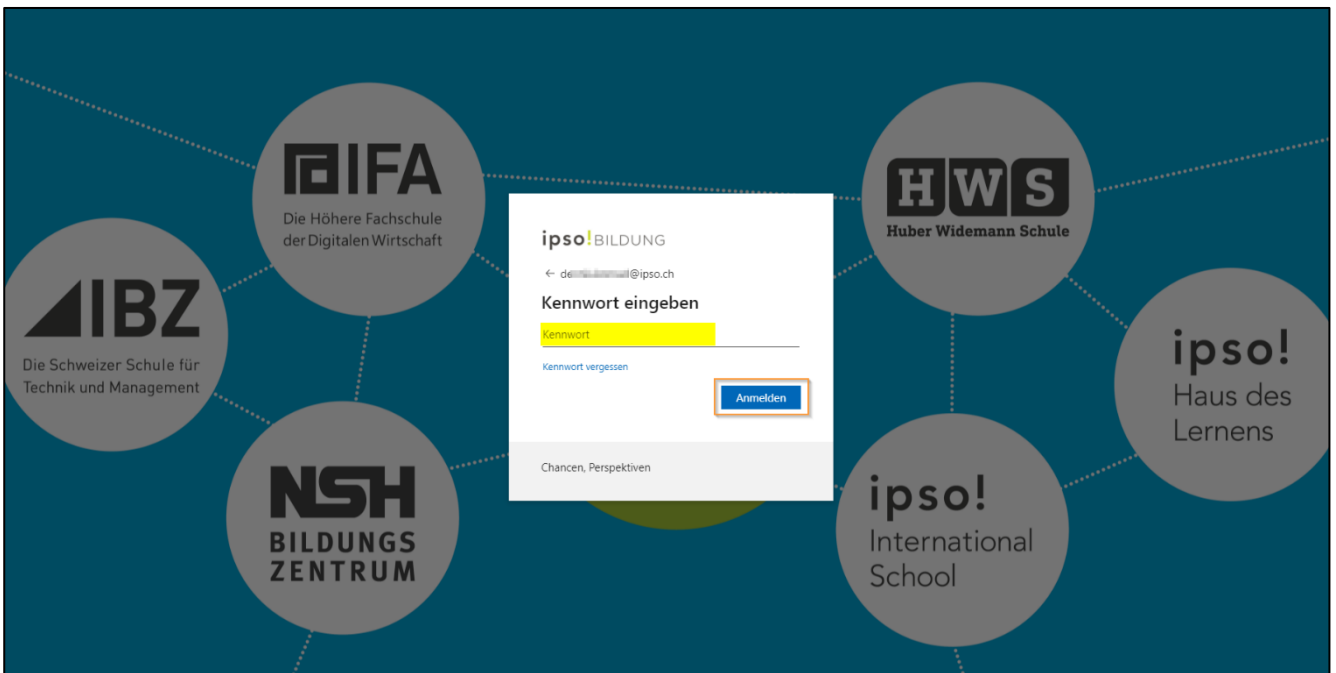 IFA
Die Höhere Fachschule
der Digitalen Wirtschaft
HWS
Huber Widemann Schule
IBZ
Die Schweizer Schule für
Technik und Management
ipso!BILDUNG
@ipso.ch
Kennwort eingeben
Kennwort
Kennwort vergessen
Anmelden
Chancen, Perspektiven
ipso!
Haus des
Lernens
NSH
BILDUNGS
ZENTRUM
ipso!
International
School